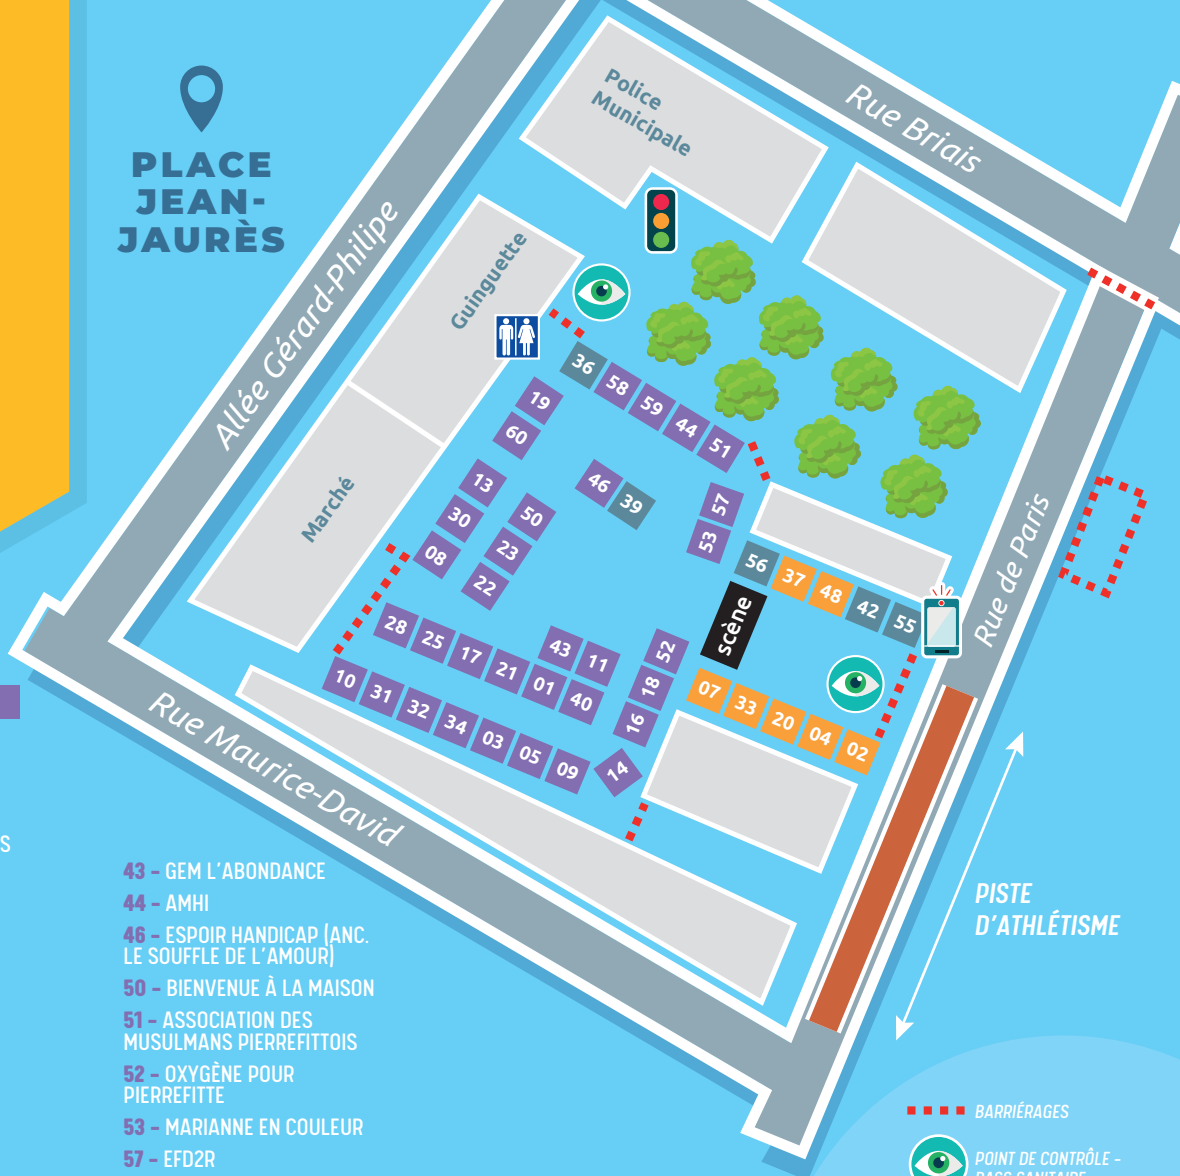 PLACE
JEAN-
JAURÈS
Police
Municipale
Rue Briais
Allée Gérard-Philipe
Guinguette
Marché
Rue de Paris
36
58
59
44
51
19
60
46
39
57
53
13
30
08
50
23
22
56
37
48
42
55
scène
28
25
17
21
01
40
43
11
52
18
16
14
07
33
20
04
02
10
31
32
34
03
05
09
Rue Maurice-David
S
43 – GEM L'ABONDANCE
44 – AMHI
46 – ESPOIR HANDICAP (ANC.
LE SOUFFLE DE L'AMOUR)
50 – BIENVENUE À LA MAISON
51 – ASSOCIATION DES
MUSULMANS PIERREFITTOIS
52 – OXYGÈNE POUR
PIERREFITTE
53 – MARIANNE EN COULEUR
57 – EFD2R
PISTE
D'ATHLÉTISME
BARRIÉRAGES
POINT DE CONTRÔLE –
PASS SANITAIRE